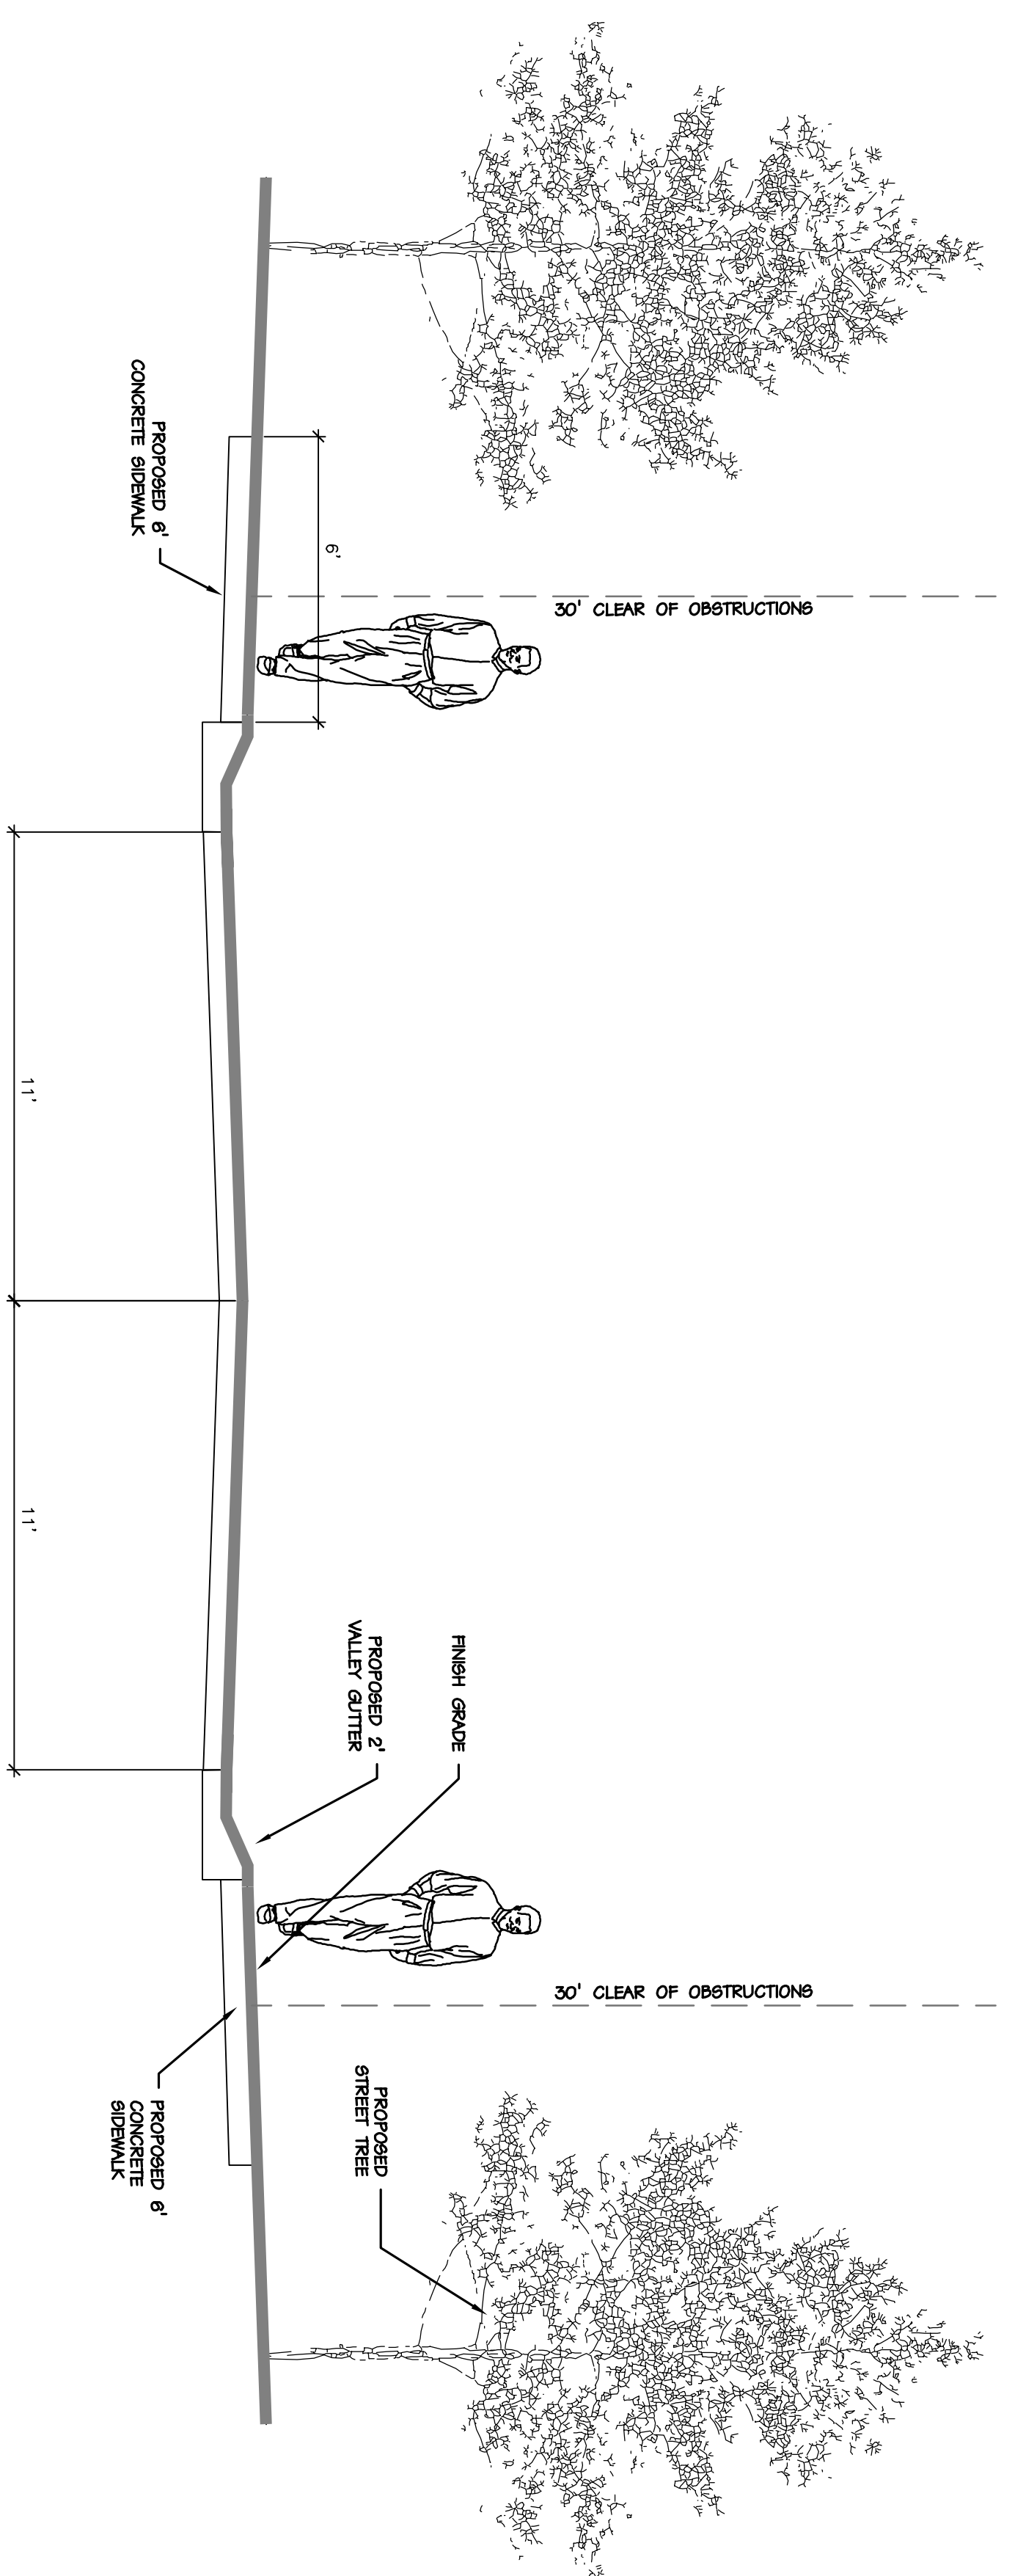 30' CLEAR OF OBSTRUCTIONS
6'
PROPOSED 6'
CONCRETE SIDEWALK
11'
11'
FINISH GRADE
PROPOSED 2'
VALLEY GUTTER
30' CLEAR OF OBSTRUCTIONS
PROPOSED
STREET TREE
PROPOSED 6'
CONCRETE
SIDEWALK